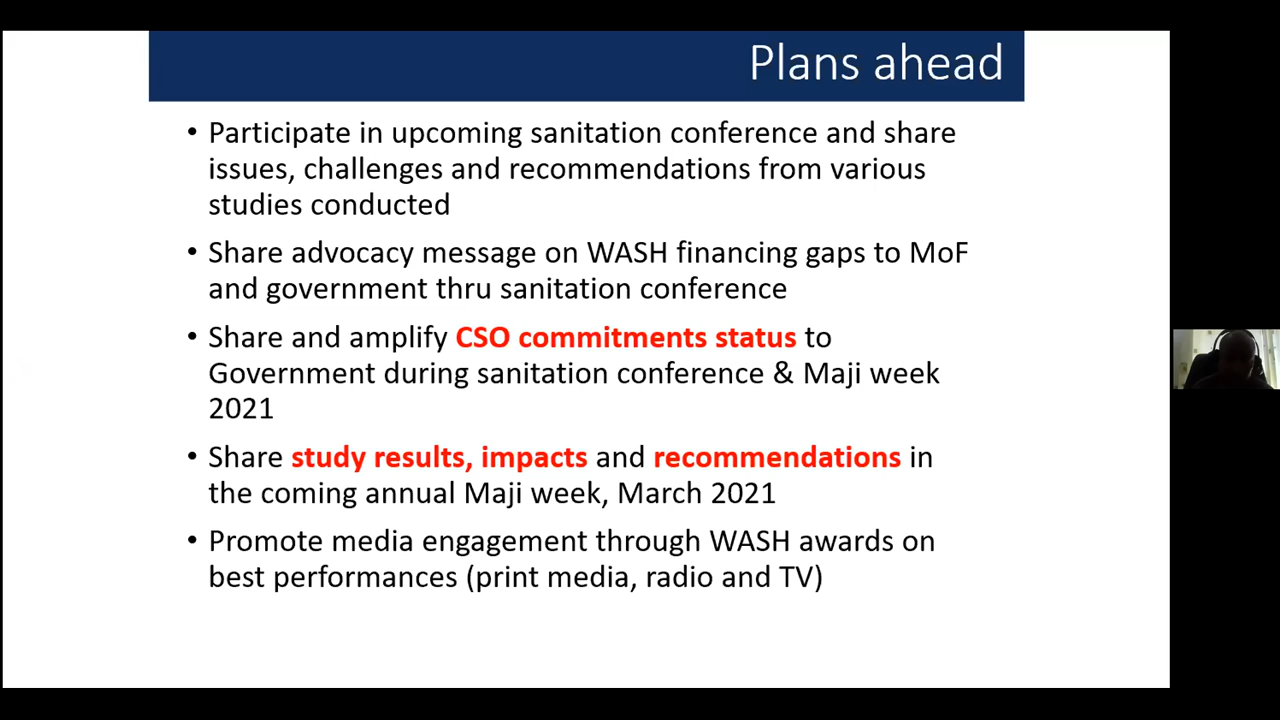 Plans ahead
• Participate in upcoming sanitation conference and share
issues, challenges and recommendations from various
studies conducted
• Share advocacy message on WASH financing gaps to MoF
and government thru sanitation conference
• Share and amplify CSO commitments status to
Government during sanitation conference & Maji week
2021
• Share study results, impacts and recommendations in
the coming annual Maji week, March 2021
• Promote media engagement through WASH awards on
best performances (print media, radio and TV)